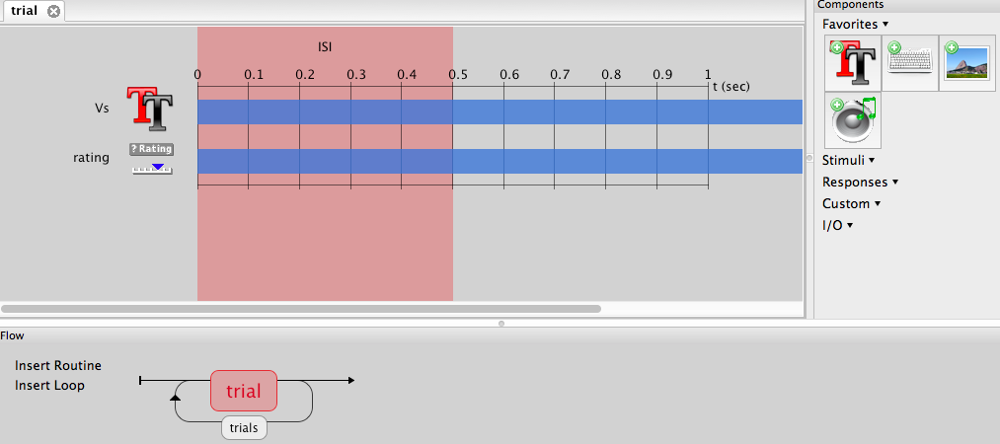 trial
ISI
0 0.1 0.2 0.3 0.4 0.5 0.6 0.7 0.8 0.9 1
t (sec)
Vs
TT
rating
? Rating
Components
Favorites
TT
Stimuli
Responses
Custom
I/O
Flow
Insert Routine
Insert Loop
trial
trials